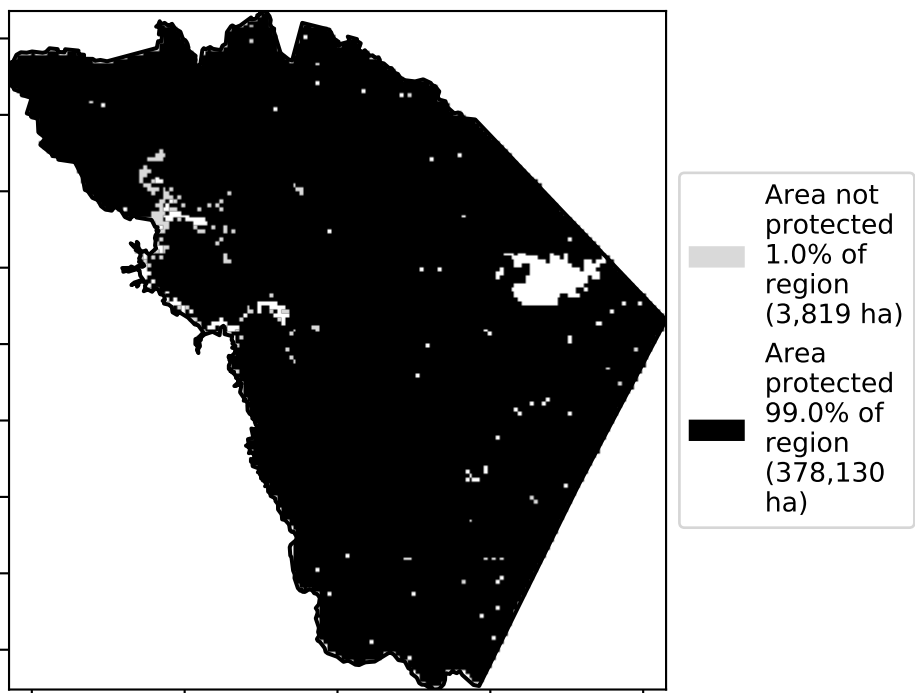 Area not
protected
1.0% of
region
(3,819 ha)
Area
protected
99.0% of
region
(378,130
ha)